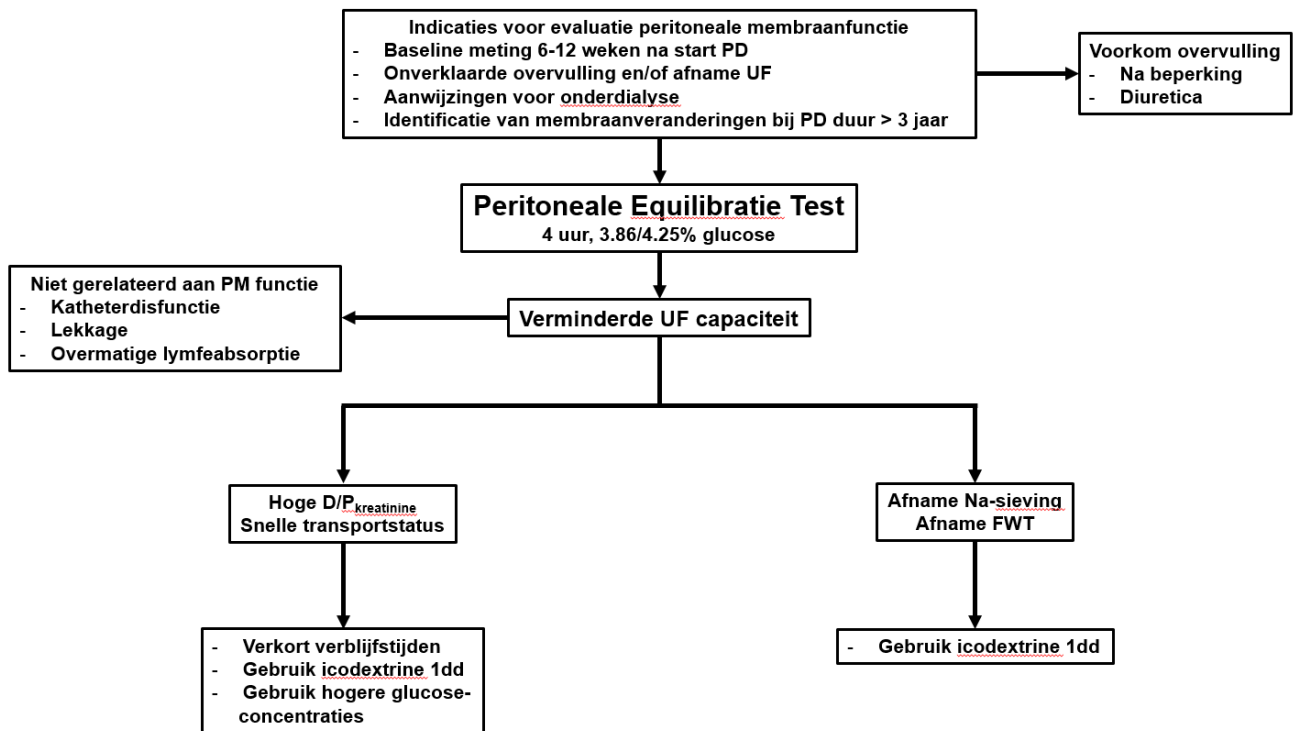 Indicaties voor evaluatie peritoneale membraanfunctie
- Baseline meting 6-12 weken na start PD
- Onverklaarde overvulling en/of afname UF
- Aanwijzingen voor onderdialyse
- Identificatie van membraanveranderingen bij PD duur > 3 jaar
Voorkom overvulling
- Na beperking
- Diuretica
Peritoneale Equilibratie Test
4 uur, 3.86/4.25% glucose
Niet gerelateerd aan PM functie
- Katheterdisfunctie
- Lekkage
- Overmatige lymfeabsorptie
Verminderde UF capaciteit
Hoge D/Pkreatinine
Snelle transportstatus
Afname Na-sieving
Afname FWT
- Verkort verblijfstijden
- Gebruik icodextrine 1dd
- Gebruik hogere glucose-
concentraties
- Gebruik icodextrine 1dd